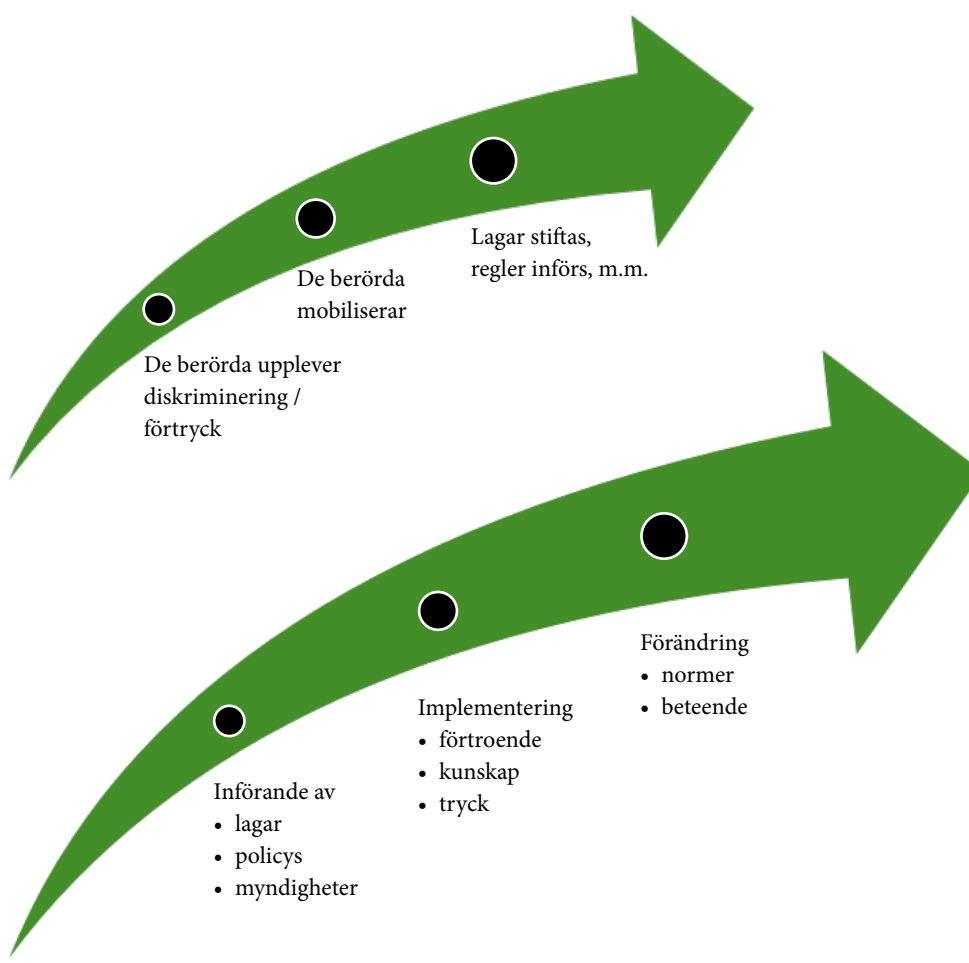 De berörda upplever
diskriminering /
förtryck
De berörda
mobiliserar
Lagar stiftas,
regler införs, m.m.
Införande av
• lagar
• policys
• myndigheter
Implementering
• förtroende
• kunskap
• tryck
Förändring
• normer
• beteende